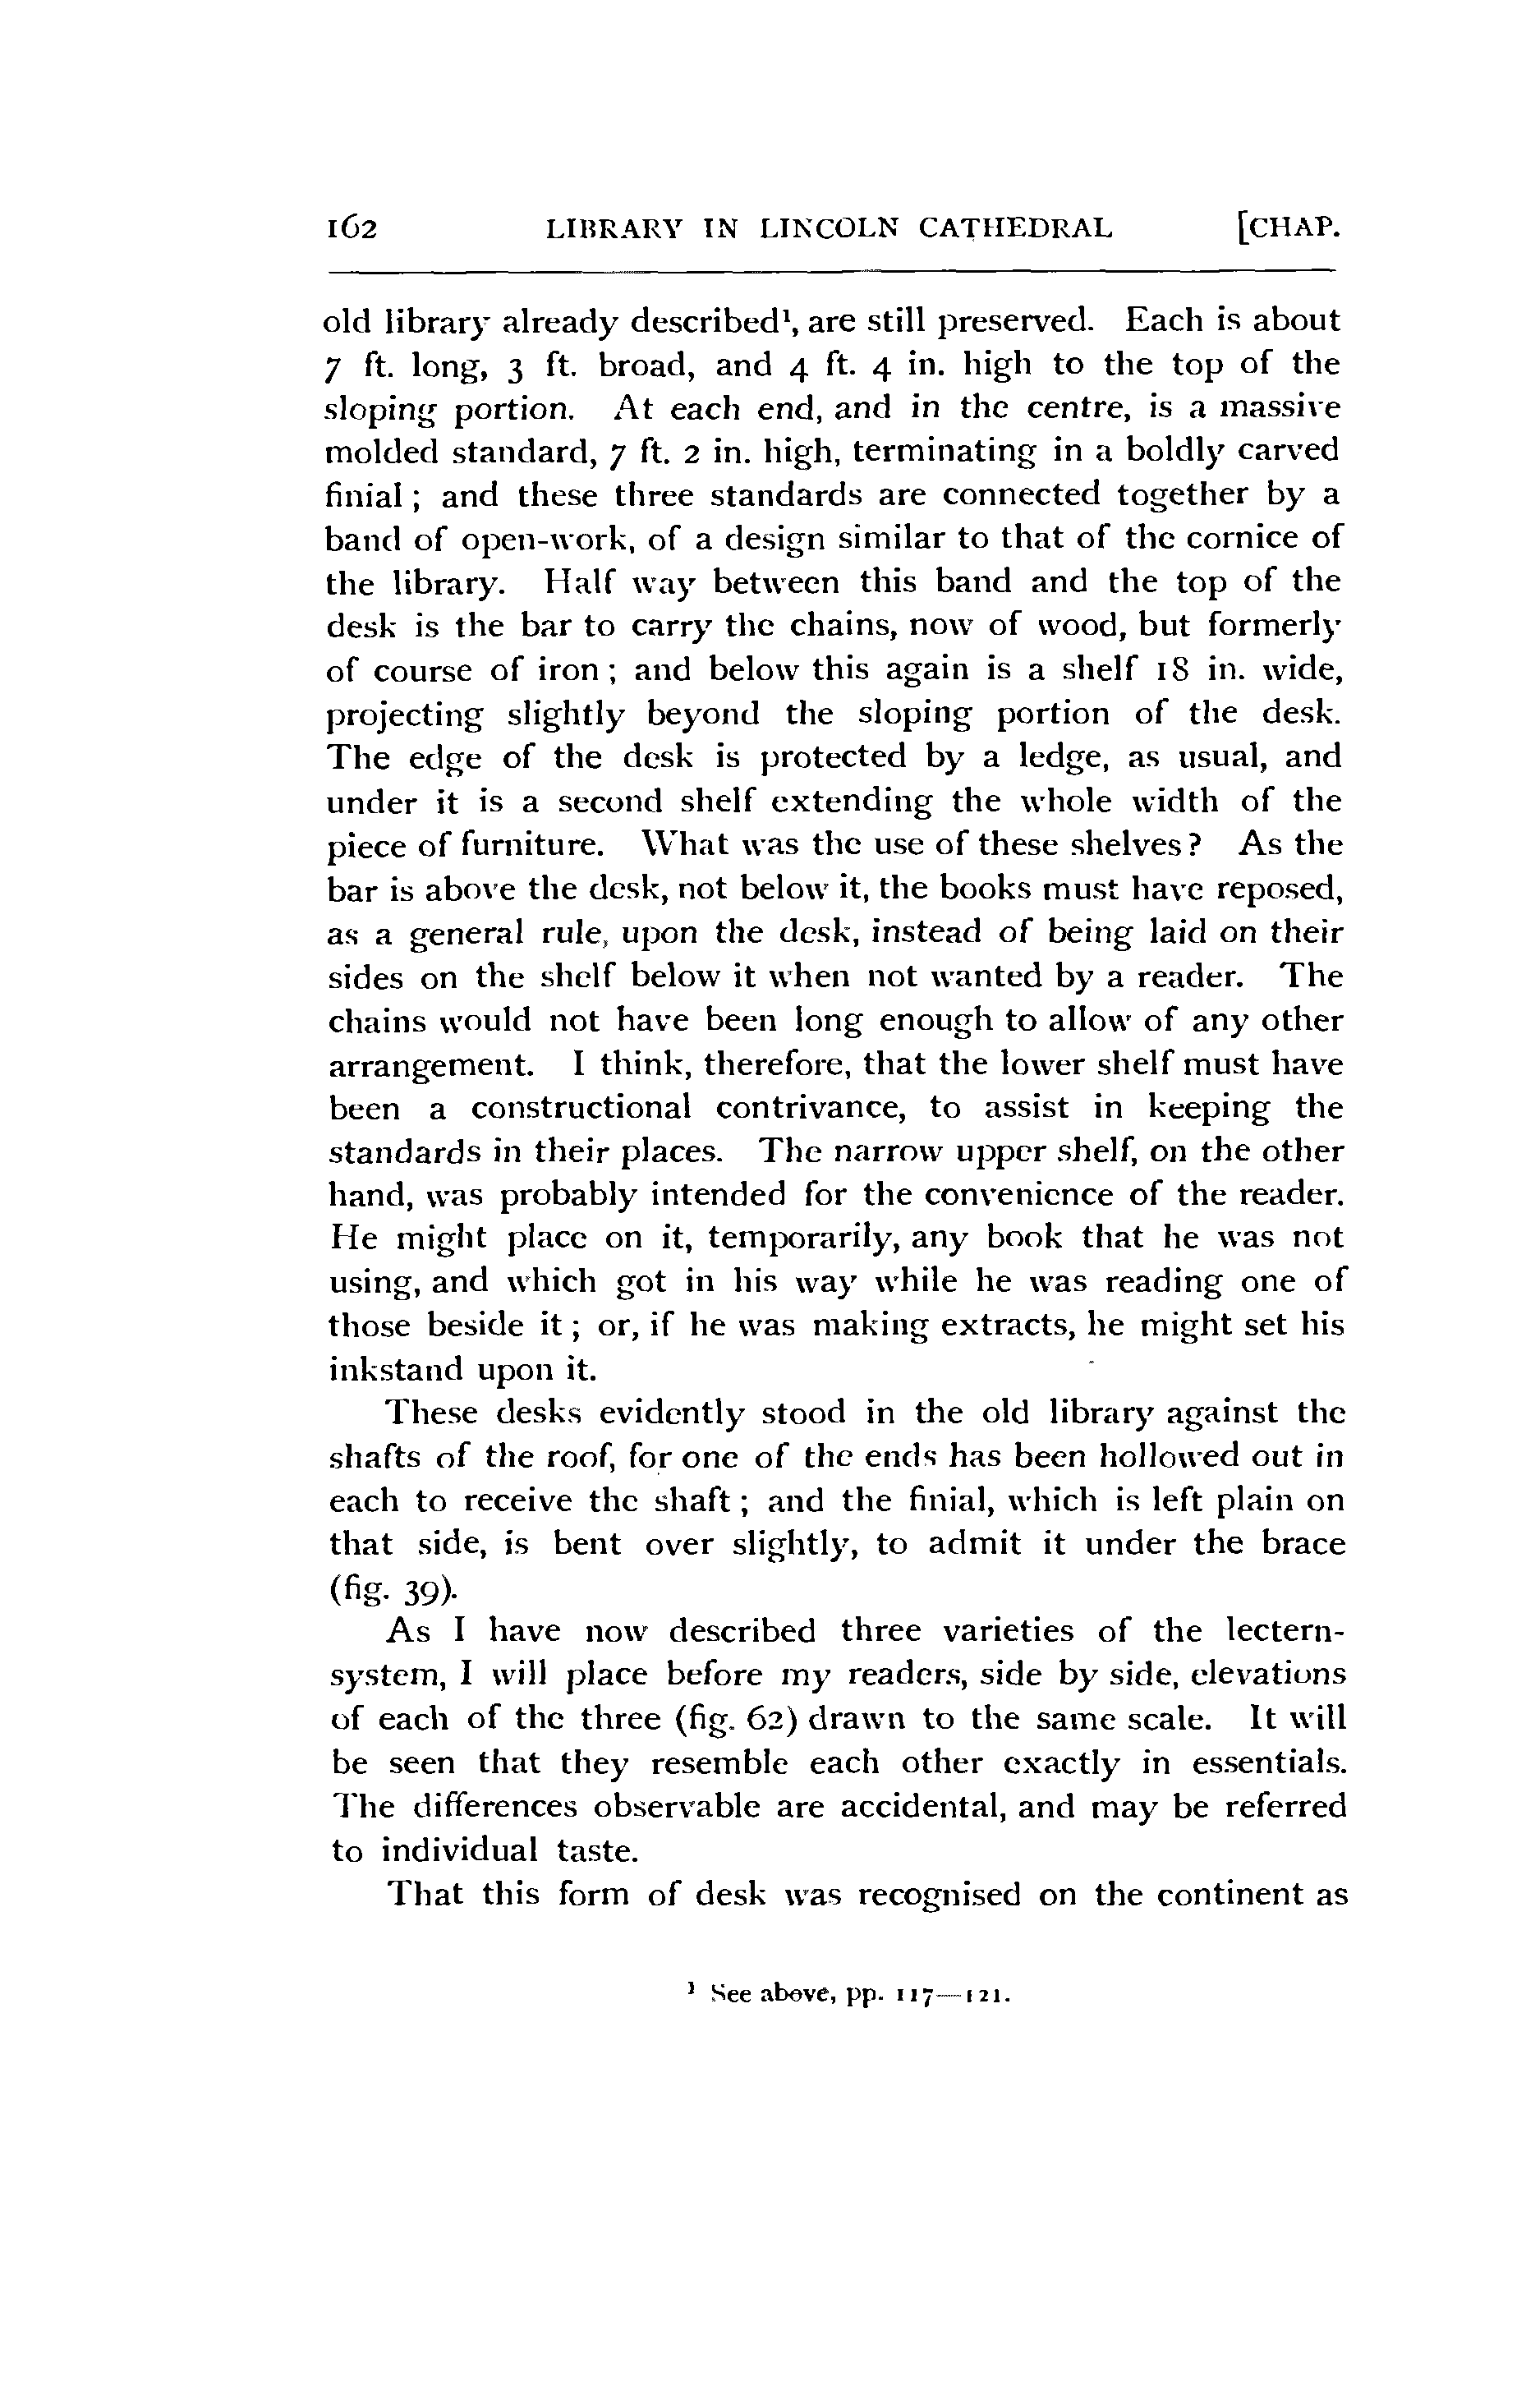 162 LIBRARY IN LINCOLN CATHEDRAL [CHAP.
old library already described¹, are still preserved. Each is about
7 ft. long, 3 ft. broad, and 4 ft. 4 in. high to the top of the
sloping portion. At each end, and in the centre, is a massive
molded standard, 7 ft. 2 in. high, terminating in a boldly carved
finial; and these three standards are connected together by a
band of open-work, of a design similar to that of the cornice of
the library. Half way between this band and the top of the
desk is the bar to carry the chains, now of wood, but formerly
of course of iron; and below this again is a shelf 18 in. wide,
projecting slightly beyond the sloping portion of the desk.
The edge of the desk is protected by a ledge, as usual, and
under it is a second shelf extending the whole width of the
piece of furniture. What was the use of these shelves? As the
bar is above the desk, not below it, the books must have reposed,
as a general rule, upon the desk, instead of being laid on their
sides on the shelf below it when not wanted by a reader. The
chains would not have been long enough to allow of any other
arrangement. I think, therefore, that the lower shelf must have
been a constructional contrivance, to assist in keeping the
standards in their places. The narrow upper shelf, on the other
hand, was probably intended for the convenience of the reader.
He might place on it, temporarily, any book that he was not
using, and which got in his way while he was reading one of
those beside it; or, if he was making extracts, he might set his
inkstand upon it.
These desks evidently stood in the old library against the
shafts of the roof, for one of the ends has been hollowed out in
each to receive the shaft; and the finial, which is left plain on
that side, is bent over slightly, to admit it under the brace
(fig. 39).
As I have now described three varieties of the lectern-
system, I will place before my readers, side by side, elevations
of each of the three (fig. 62) drawn to the same scale. It will
be seen that they resemble each other exactly in essentials.
The differences observable are accidental, and may be referred
to individual taste.
That this form of desk was recognised on the continent as
¹ See above, pp. 117—121.